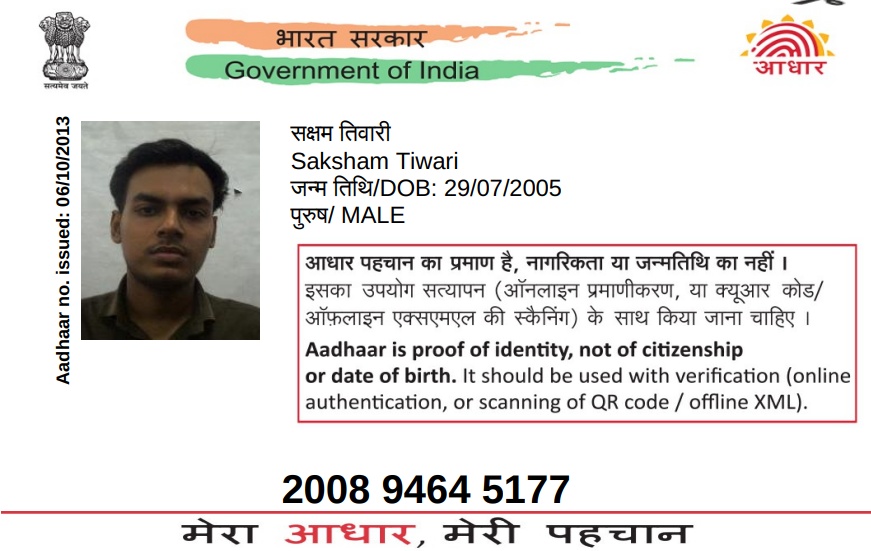 भारत सरकार
Government of India
सत्यमेव जयते
आधार
Aadhaar no. issued: 06/10/2013
सक्षम तिवारी
Saksham Tiwari
जन्म तिथि/DOB: 29/07/2005
पुरुष/ MALE
आधार पहचान का प्रमाण है, नागरिकता या जन्मतिथि का नहीं ।
इसका उपयोग सत्यापन (ऑनलाइन प्रमाणीकरण, या क्यूआर कोड/
ऑफ़लाइन एक्सएमएल की स्कैनिंग) के साथ किया जाना चाहिए ।
Aadhaar is proof of identity, not of citizenship
or date of birth. It should be used with verification (online
authentication, or scanning of QR code / offline XML).
2008 9464 5177
मेरा आधार, मेरी पहचान